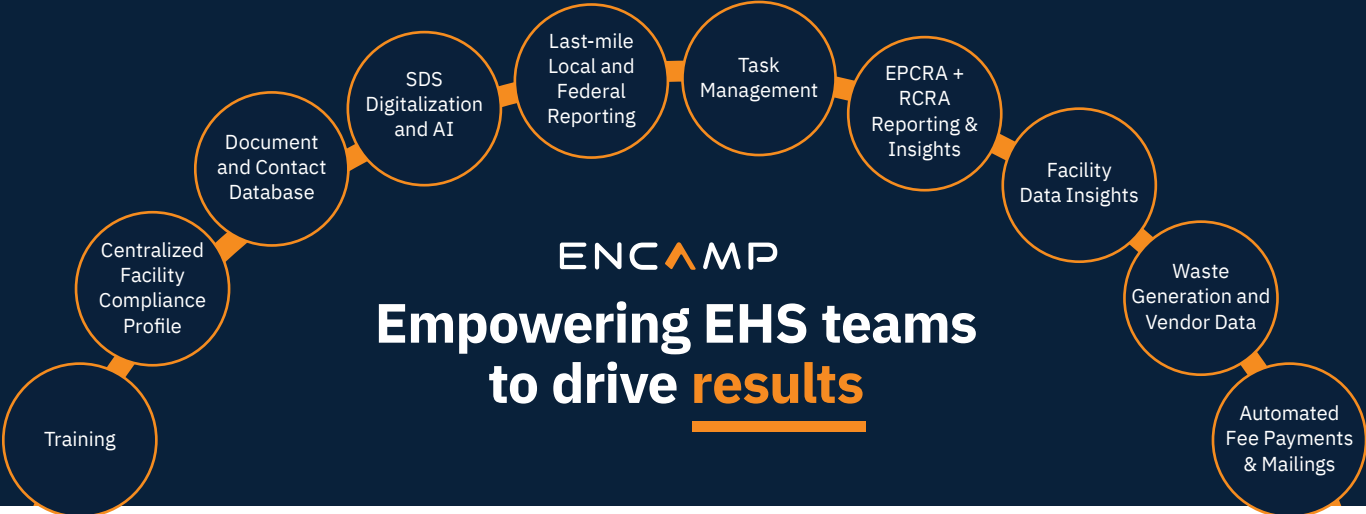 Training
Centralized
Facility
Compliance
Profile
Document
and Contact
Database
SDS
Digitalization
and AI
Last-mile
Local and
Federal
Reporting
Task
Management
EPCRA +
RCRA
Reporting &
Insights
Facility
Data Insights
Waste
Generation and
Vendor Data
Automated
Fee Payments
& Mailings
ENCAMP
Empowering EHS teams
to drive results